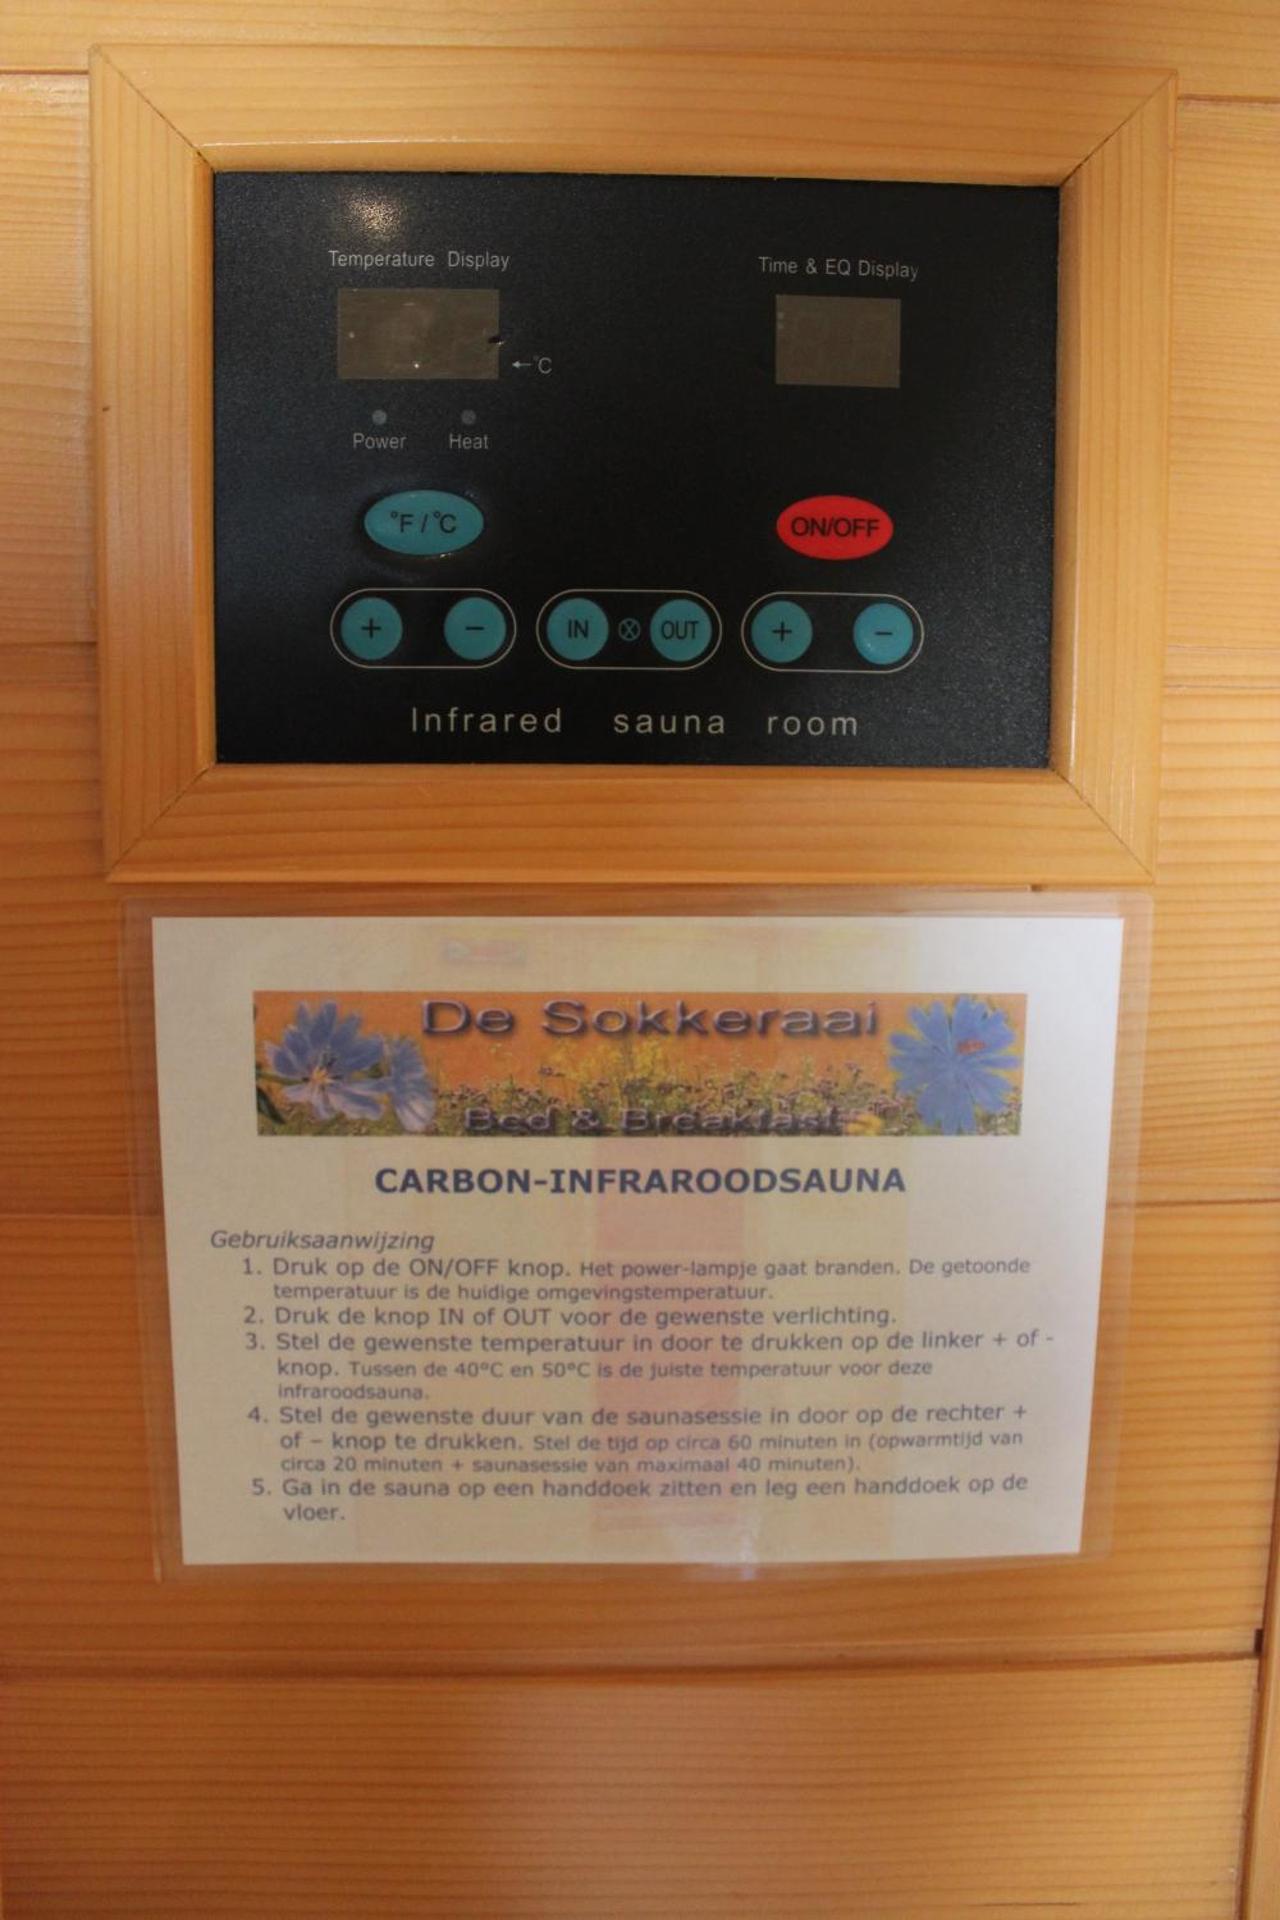 Temperature Display
Time & EQ Display
←°C
Power Heat
°F/°C
ON/OFF
+ − IN OUT + −
Infrared sauna room
De Sokkeraai
Bed & Breakfast
CARBON-INFRAROODSAUNA
Gebruiksaanwijzing
1. Druk op de ON/OFF knop. Het power-lampje gaat branden. De getoonde
temperatuur is de huidige omgevingstemperatuur.
2. Druk de knop IN of OUT voor de gewenste verlichting.
3. Stel de gewenste temperatuur in door te drukken op de linker + of -
knop. Tussen de 40°C en 50°C is de juiste temperatuur voor deze
infraroodsauna.
4. Stel de gewenste duur van de saunasessie in door op de rechter +
of – knop te drukken. Stel de tijd op circa 60 minuten in (opwarmtijd van
circa 20 minuten + saunasessie van maximaal 40 minuten).
5. Ga in de sauna op een handdoek zitten en leg een handdoek op de
vloer.